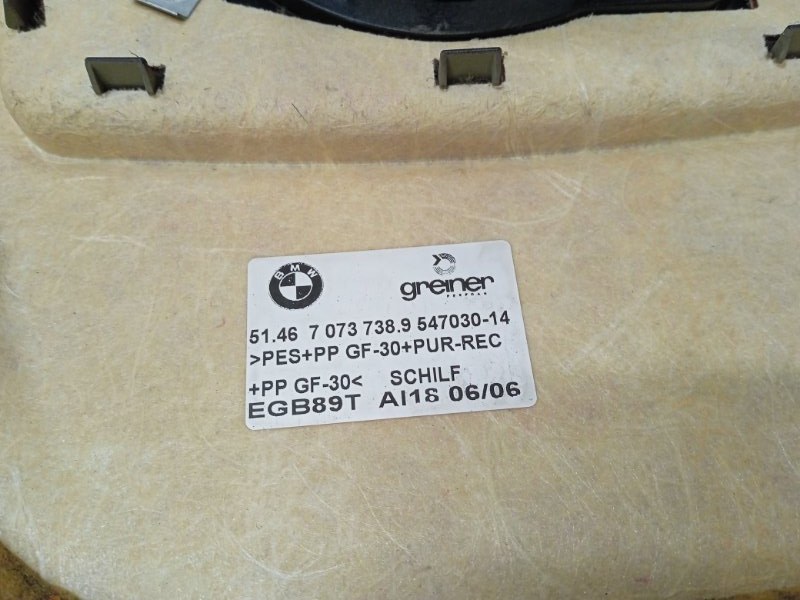 BMW
greiner
51.46 7 073 738.9 547030-14
>PES+PP GF-30+PUR-REC
+PP GF-30< SCHILF
EGB89T AI18 06/06